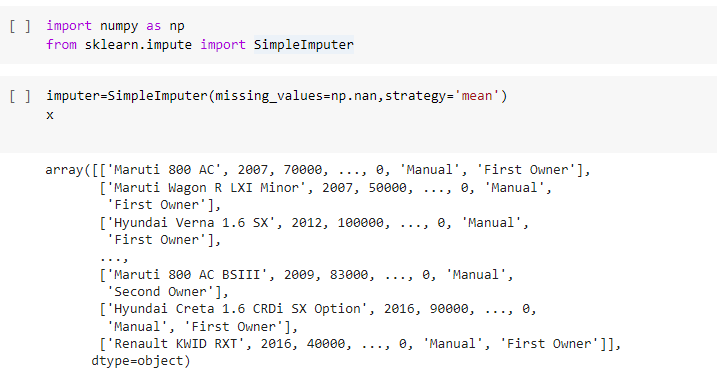 [ ] import numpy as np
from sklearn.impute import SimpleImputer
[ ] imputer=SimpleImputer(missing_values=np.nan,strategy='mean')
x
array([['Maruti 800 AC', 2007, 70000, ..., 0, 'Manual', 'First Owner'],
['Maruti Wagon R LXI Minor', 2007, 50000, ..., 0, 'Manual',
'First Owner'],
['Hyundai Verna 1.6 SX', 2012, 100000, ..., 0, 'Manual',
'First Owner'],
...,
['Maruti 800 AC BSIII', 2009, 83000, ..., 0, 'Manual',
'Second Owner'],
['Hyundai Creta 1.6 CRDi SX Option', 2016, 90000, ..., 0,
'Manual', 'First Owner'],
['Renault KWID RXT', 2016, 40000, ..., 0, 'Manual', 'First Owner']],
dtype=object)